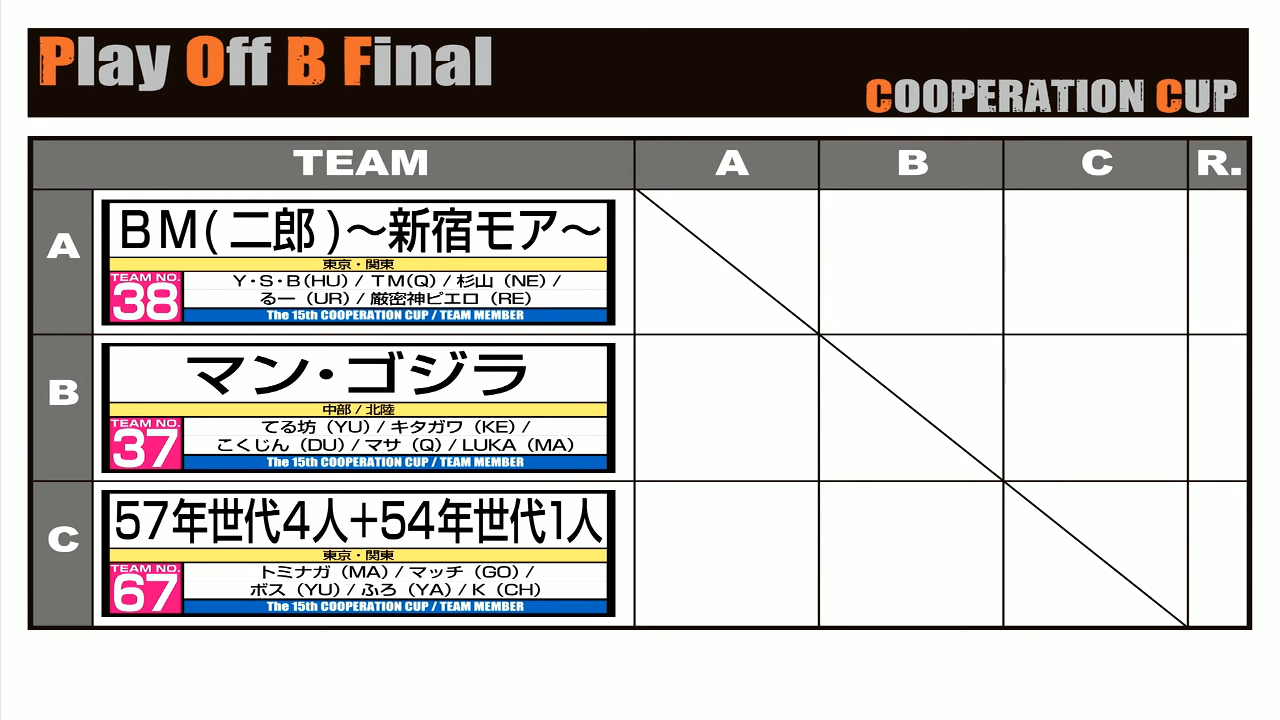 Play Off B Final
COOPERATION CUP
TEAM A B C R.
A
BM(二郎)～新宿モア～
東京・関東
TEAM NO.
38
Y・S・B(HU) / TM(Q) / 杉山 (NE) /
るー (UR) / 厳密神ピエロ (RE)
The 15th COOPERATION CUP / TEAM MEMBER
B
マン・ゴジラ
中部 / 北陸
TEAM NO.
37
てる坊 (YU) / キタガワ (KE) /
こくじん (DU) / マサ (Q) / LUKA (MA)
The 15th COOPERATION CUP / TEAM MEMBER
C
57年世代4人+54年世代1人
東京・関東
TEAM NO.
67
トミナガ (MA) / マッチ (GO) /
ボス (YU) / ふろ (YA) / K (CH)
The 15th COOPERATION CUP / TEAM MEMBER